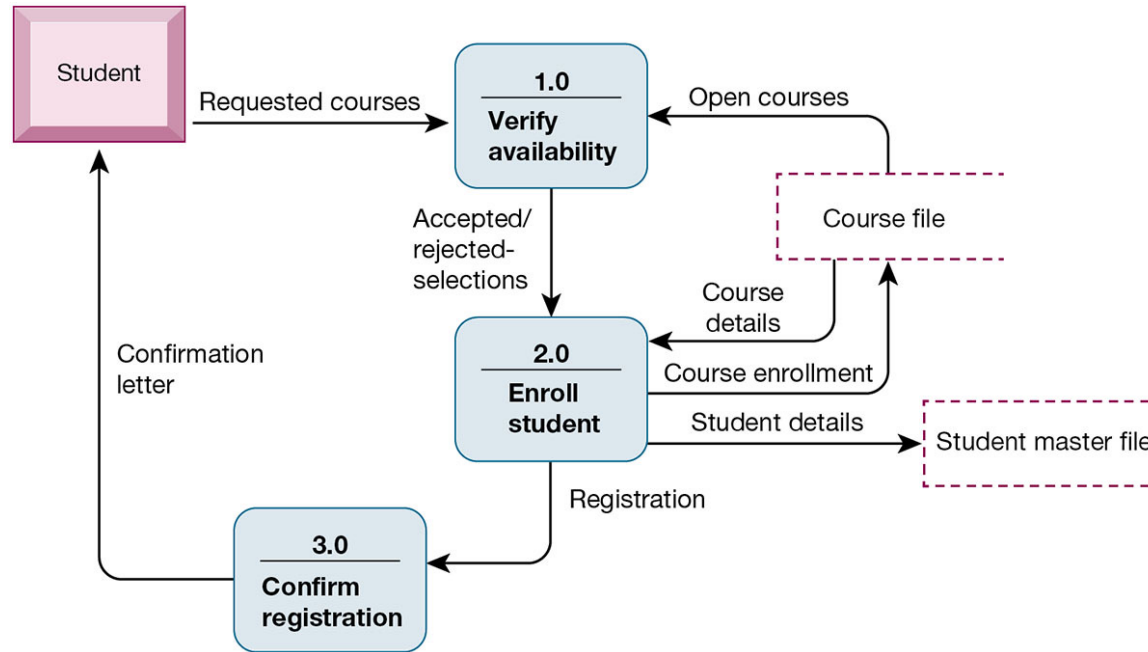 Student
Requested courses
1.0
Verify
availability
Open courses
Course file
Accepted/
rejected-
selections
Course
details
2.0
Enroll
student
Course enrollment
Student details
Student master file
Confirmation
letter
Registration
3.0
Confirm
registration